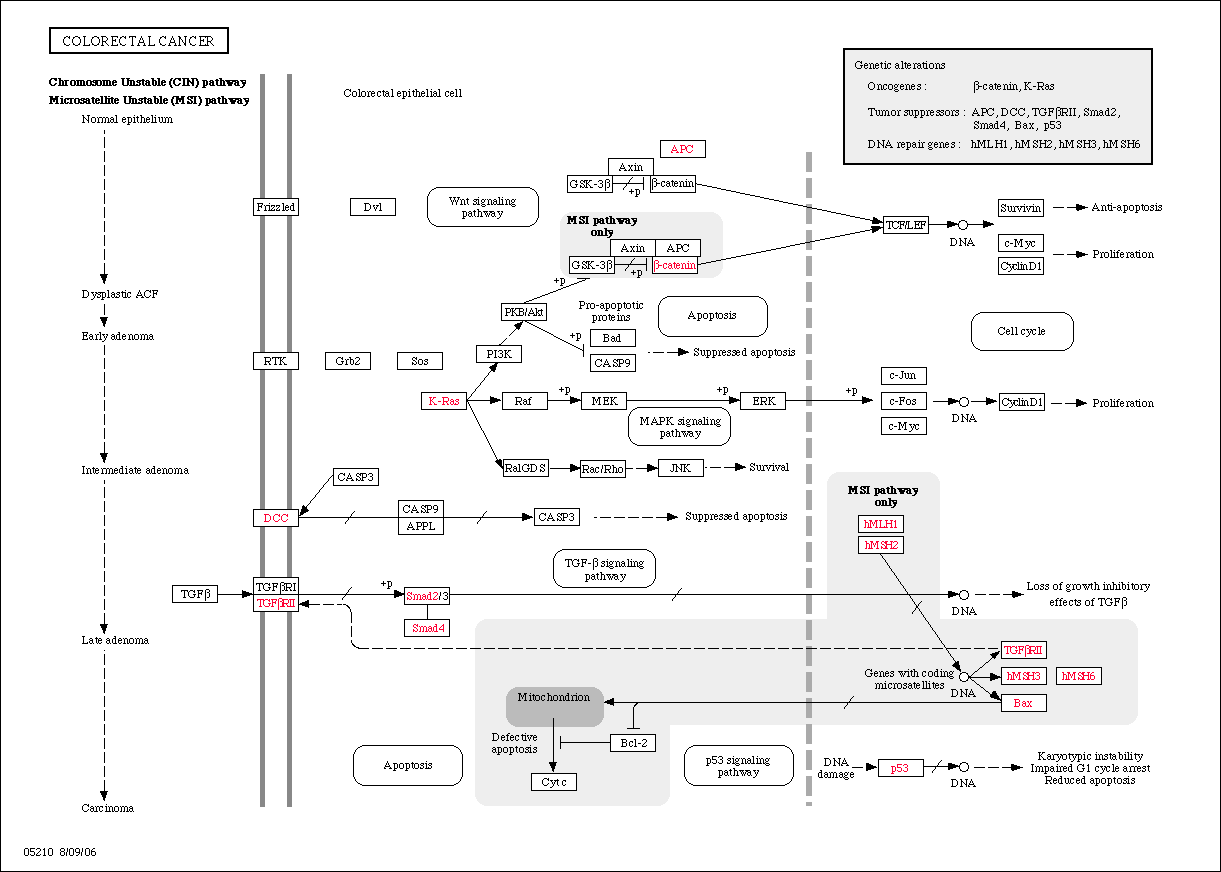 COLORECTAL CANCER
Chromosome Unstable (CIN) pathway
Microsatellite Unstable (MSI) pathway
Normal epithelium
Dysplastic ACF
Early adenoma
Intermediate adenoma
Late adenoma
Carcinoma
Colorectal epithelial cell
Genetic alterations
Oncogenes : β-catenin, K-Ras
Tumor suppressors : APC, DCC, TGFβRII, Smad2,
Smad4, Bax, p53
DNA repair genes : hMLH1, hMSH2, hMSH3, hMSH6
APC
Axin
GSK-3β
+p
β-catenin
Frizzled
Dvl
Wnt signaling
pathway
MSI pathway
only
Axin
APC
GSK-3β
+p
β-catenin
TCF/LEF
DNA
Survivin
Anti-apoptosis
c-Myc
CyclinD1
Proliferation
+p
PKB/Akt
Pro-apoptotic
proteins
Apoptosis
+p
Bad
CASP9
Suppressed apoptosis
Cell cycle
RTK
Grb2
Sos
PI3K
K-Ras
Raf
+p
MEK
+p
ERK
+p
c-Jun
c-Fos
c-Myc
DNA
CyclinD1
Proliferation
MAPK signaling
pathway
RalGDS
Rac/Rho
JNK
Survival
CASP3
DCC
CASP9
APPL
CASP3
Suppressed apoptosis
MSI pathway
only
hMLH1
hMSH2
TGF-β signaling
pathway
TGFβ
TGFβRI
TGFβRII
+p
Smad2/3
Smad4
DNA
Loss of growth inhibitory
effects of TGFβ
Genes with coding
microsatellites
DNA
TGFβRII
hMSH3
hMSH6
Bax
Mitochondrion
Defective
apoptosis
Bcl-2
Cyt c
Apoptosis
p53 signaling
pathway
DNA
damage
p53
DNA
Karyotypic instability
Impaired G1 cycle arrest
Reduced apoptosis
05210 8/09/06